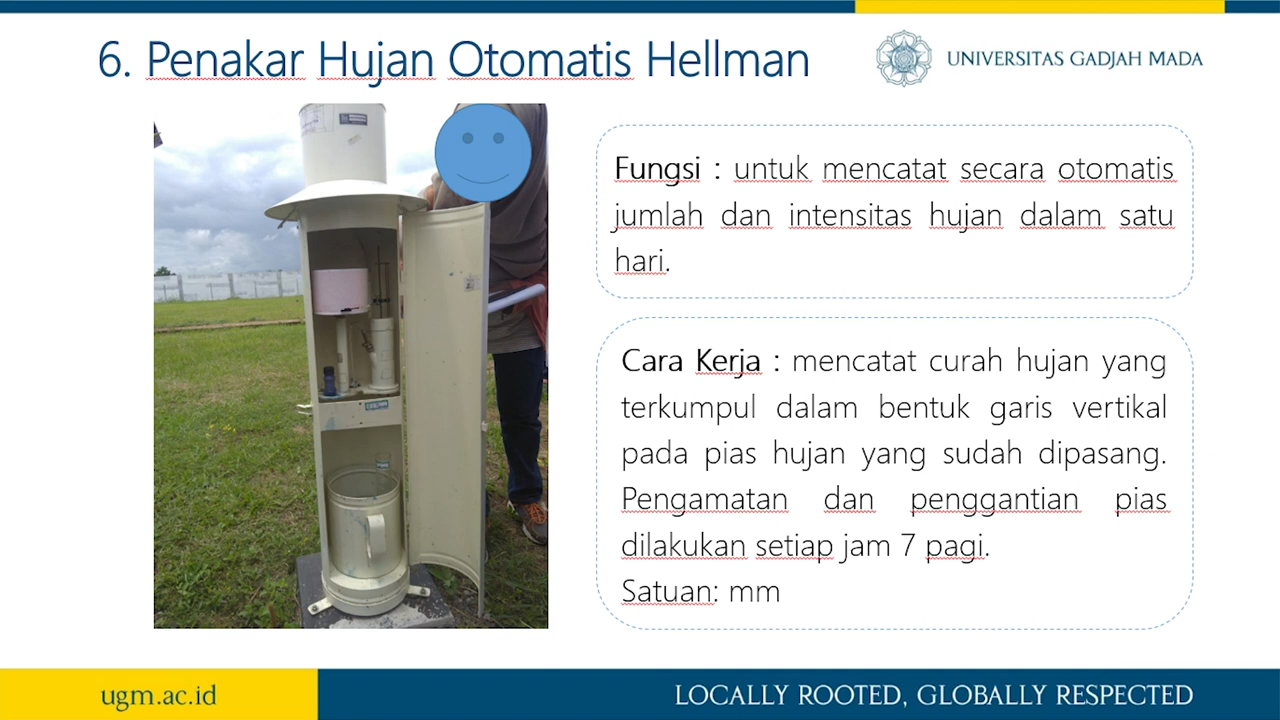 6. Penakar Hujan Otomatis Hellman
UNIVERSITAS GADJAH MADA
Fungsi : untuk mencatat secara otomatis
jumlah dan intensitas hujan dalam satu
hari.
Cara Kerja : mencatat curah hujan yang
terkumpul dalam bentuk garis vertikal
pada pias hujan yang sudah dipasang.
Pengamatan dan penggantian pias
dilakukan setiap jam 7 pagi.
Satuan: mm
ugm.ac.id
LOCALLY ROOTED, GLOBALLY RESPECTED